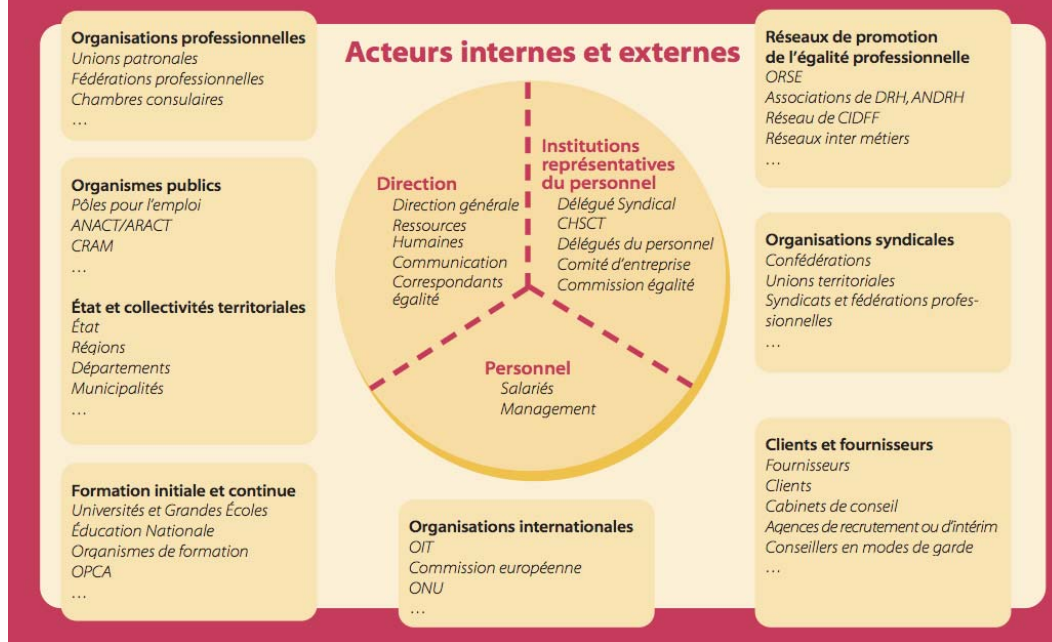 Acteurs internes et externes
Organisations professionnelles
Unions patronales
Fédérations professionnelles
Chambres consulaires
…
Organismes publics
Pôles pour l’emploi
ANACT/ARACT
CRAM
…
État et collectivités territoriales
État
Régions
Départements
Municipalités
…
Formation initiale et continue
Universités et Grandes Écoles
Éducation Nationale
Organismes de formation
OPCA
…
Direction
Direction générale
Ressources
Humaines
Communication
Correspondants
égalité
Institutions
représentatives
du personnel
Délégué Syndical
CHSCT
Délégués du personnel
Comité d’entreprise
Commission égalité
Personnel
Salariés
Management
Organisations internationales
OIT
Commission européenne
ONU
…
Réseaux de promotion
de l’égalité professionnelle
ORSE
Associations de DRH, ANDRH
Réseau de CIDFF
Réseaux inter métiers
…
Organisations syndicales
Confédérations
Unions territoriales
Syndicats et fédérations profes-
sionnelles
…
Clients et fournisseurs
Fournisseurs
Clients
Cabinets de conseil
Agences de recrutement ou d’intérim
Conseillers en modes de garde
…